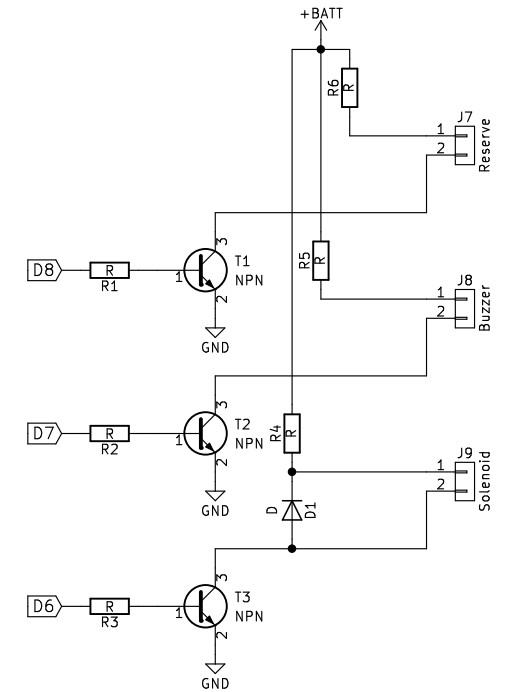 +BATT
R6
R
J7
1
2
Reserve
3
T1
NPN
D8
R
R1
1
2
GND
R5
R
J8
1
2
Buzzer
3
T2
NPN
D7
R
R2
1
2
GND
R4
R
J9
1
2
Solenoid
D
D1
3
T3
NPN
D6
R
R3
1
2
GND